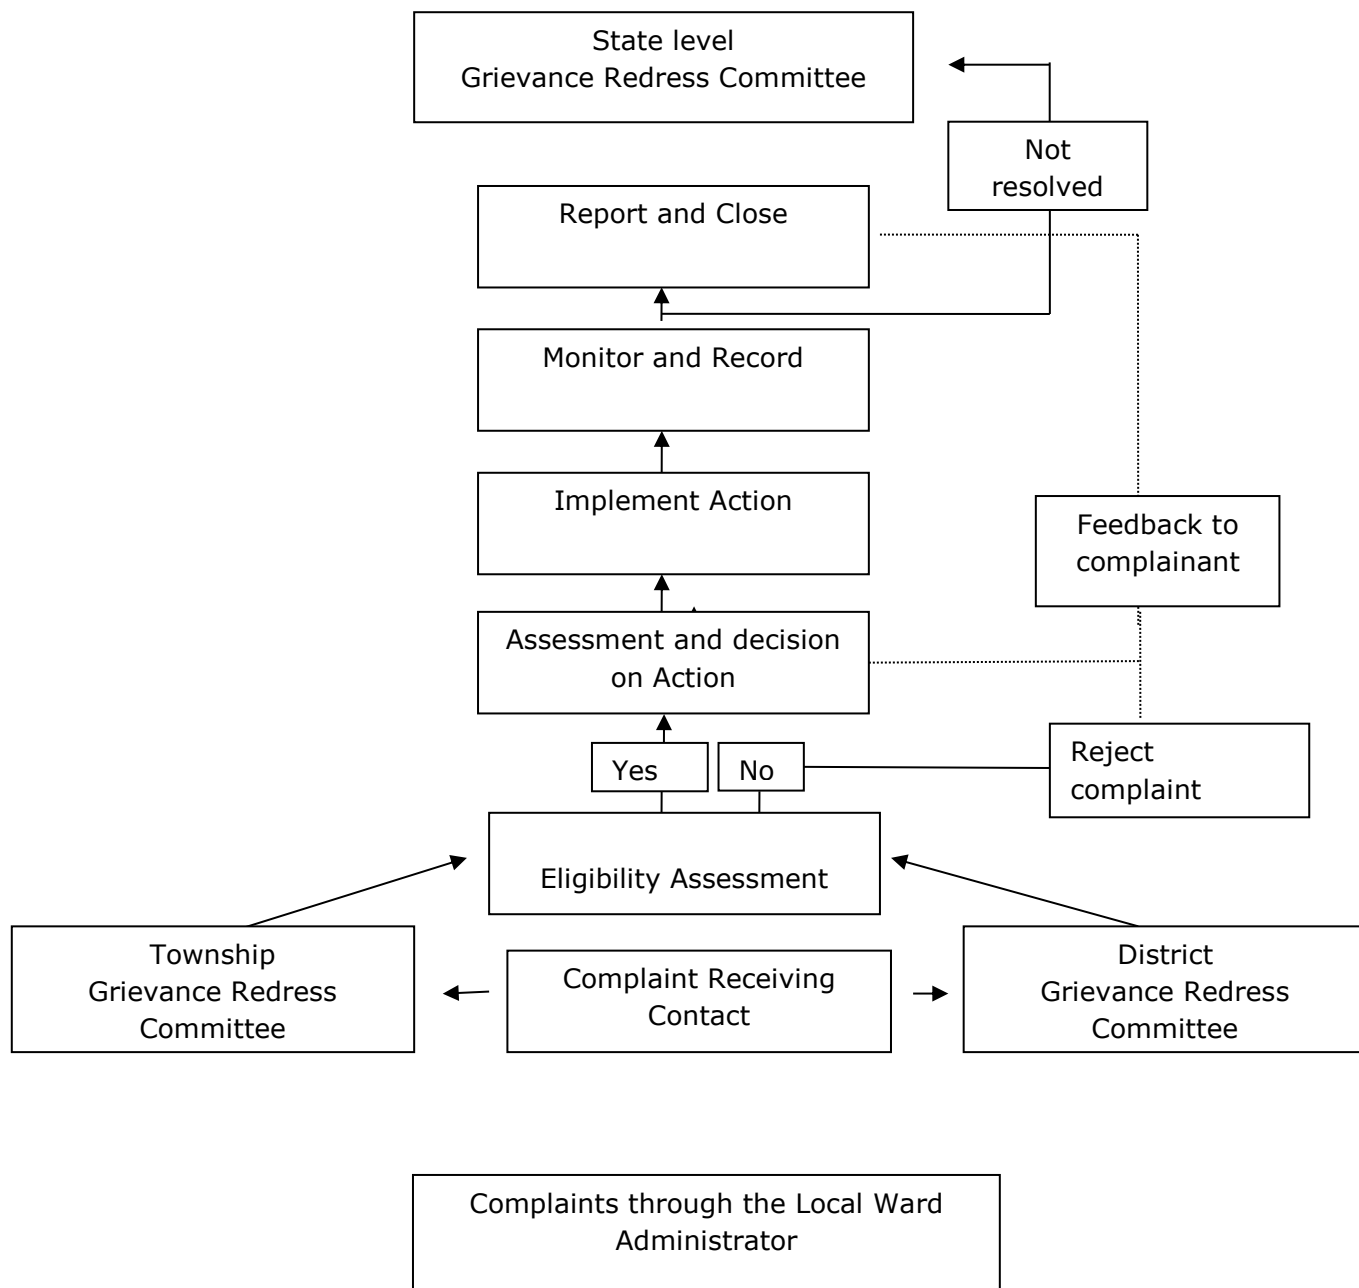 State level
Grievance Redress Committee
Not
resolved
Report and Close
Monitor and Record
Implement Action
Feedback to
complainant
Assessment and decision
on Action
Yes
No
Reject
complaint
Eligibility Assessment
Township
Grievance Redress
Committee
Complaint Receiving
Contact
District
Grievance Redress
Committee
Complaints through the Local Ward
Administrator